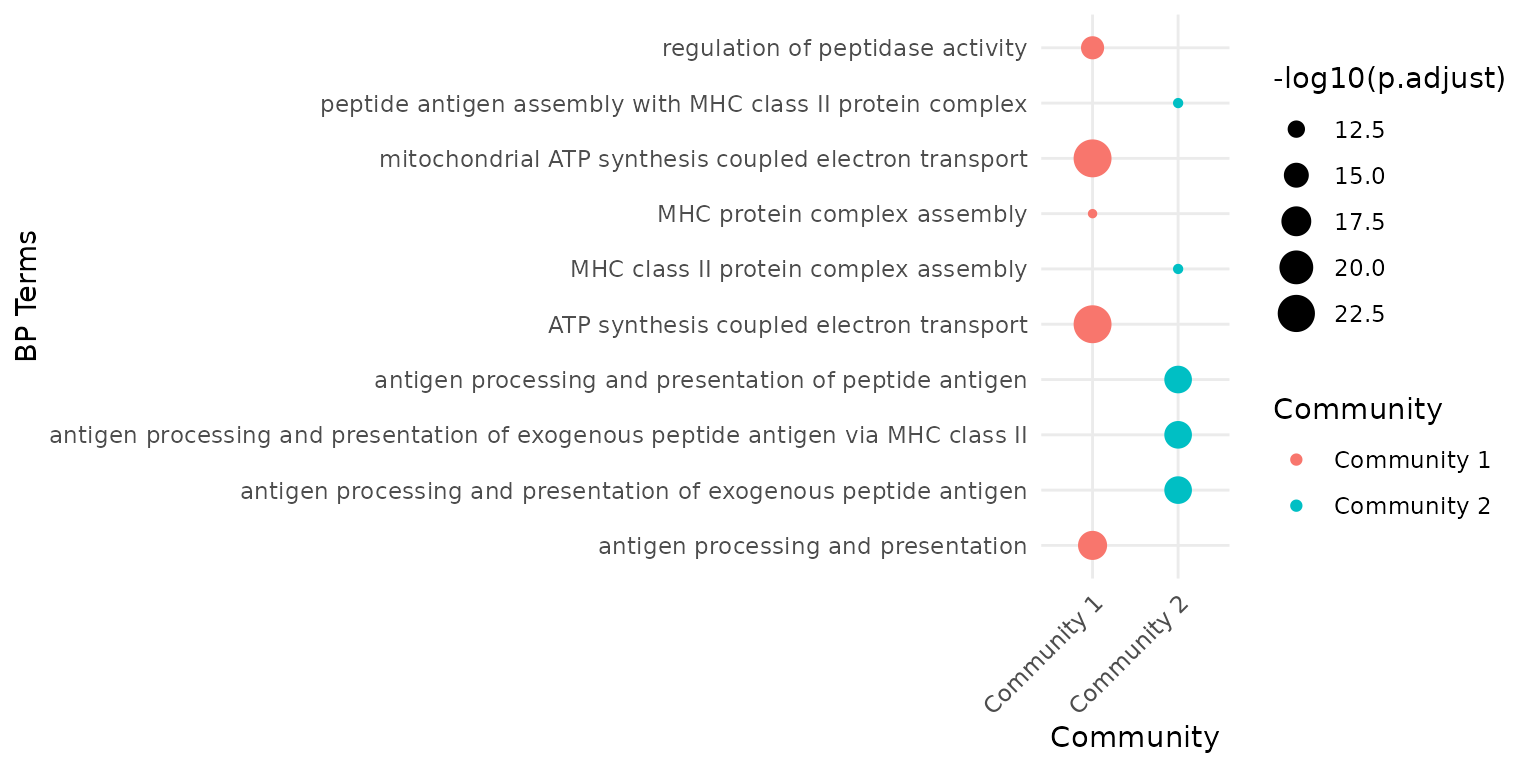 BP Terms
regulation of peptidase activity
peptide antigen assembly with MHC class II protein complex
mitochondrial ATP synthesis coupled electron transport
MHC protein complex assembly
MHC class II protein complex assembly
ATP synthesis coupled electron transport
antigen processing and presentation of peptide antigen
antigen processing and presentation of exogenous peptide antigen via MHC class II
antigen processing and presentation of exogenous peptide antigen
antigen processing and presentation
Community 1
Community 2
Community
-log10(p.adjust)
12.5
15.0
17.5
20.0
22.5
Community
Community 1
Community 2